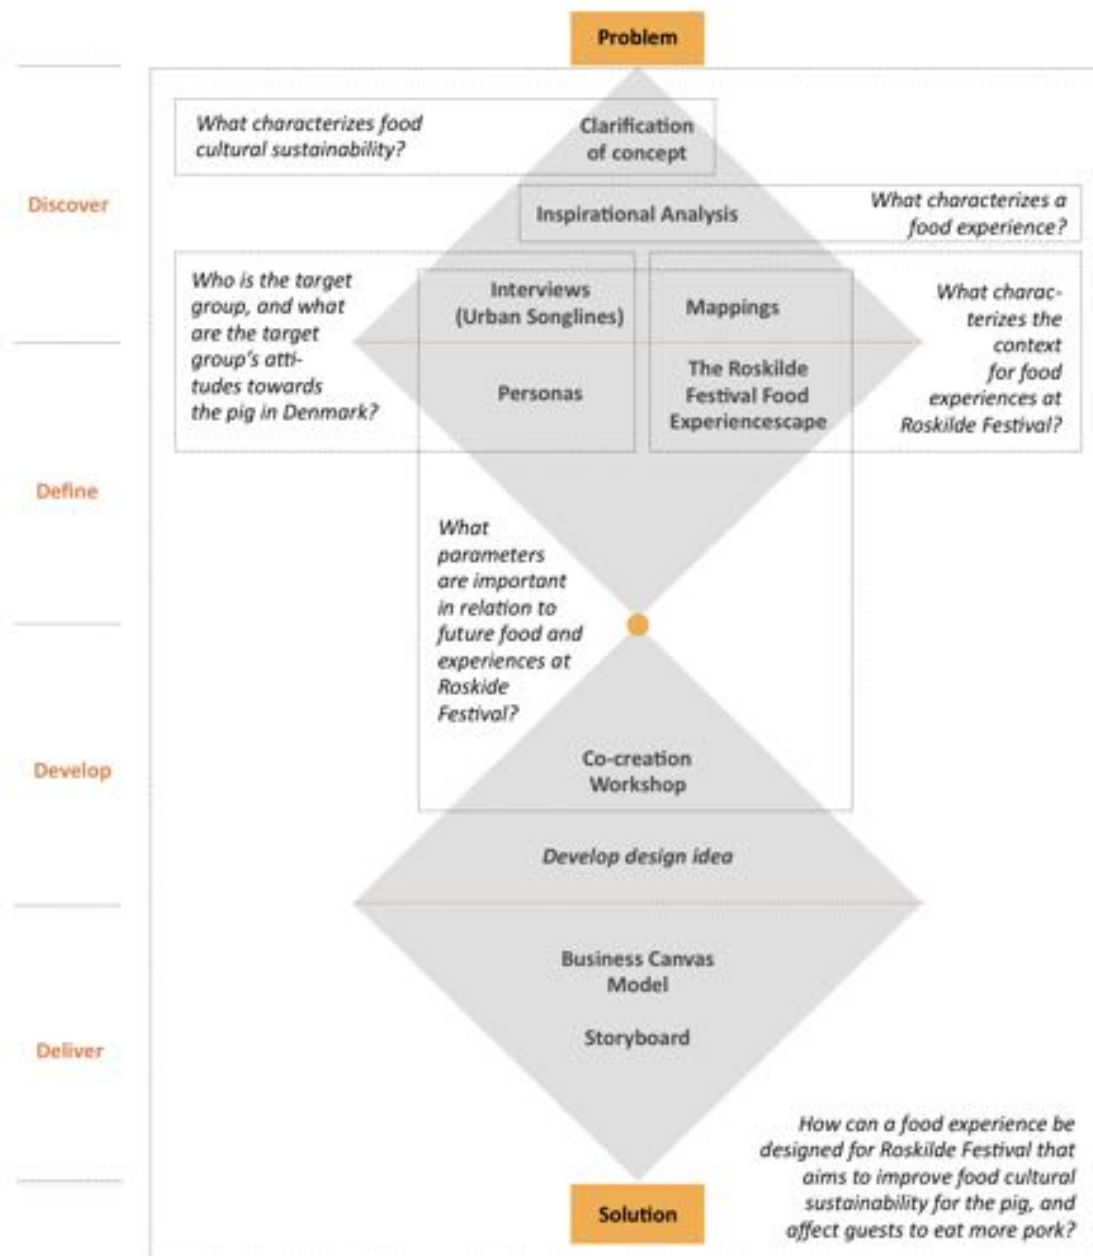 Problem
What characterizes food
cultural sustainability?
Clarification
of concept
Discover
Inspirational Analysis
What characterizes a
food experience?
Who is the target
group, and what
are the target
group's atti-
tudes towards
the pig in Denmark?
Interviews
(Urban Songlines)
Mappings
What charac-
terizes the
context
for food
experiences at
Roskilde Festival?
Personas
The Roskilde
Festival Food
Experiencescape
Define
What
parameters
are important
in relation to
future food and
experiences at
Roskide
Festival?
Develop
Co-creation
Workshop
Develop design idea
Business Canvas
Model
Storyboard
Deliver
How can a food experience be
designed for Roskilde Festival that
aims to improve food cultural
sustainability for the pig, and
affect guests to eat more pork?
Solution